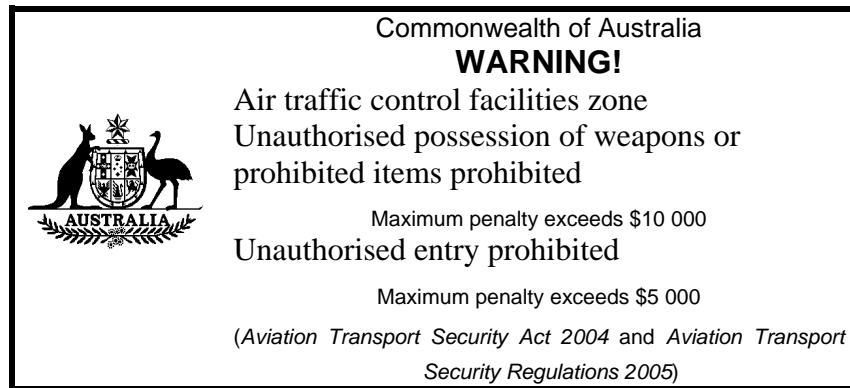 Commonwealth of Australia
WARNING!
Air traffic control facilities zone
Unauthorised possession of weapons or
prohibited items prohibited
AUSTRALIA
Maximum penalty exceeds $10 000
Unauthorised entry prohibited
Maximum penalty exceeds $5 000
(Aviation Transport Security Act 2004 and Aviation Transport
Security Regulations 2005)